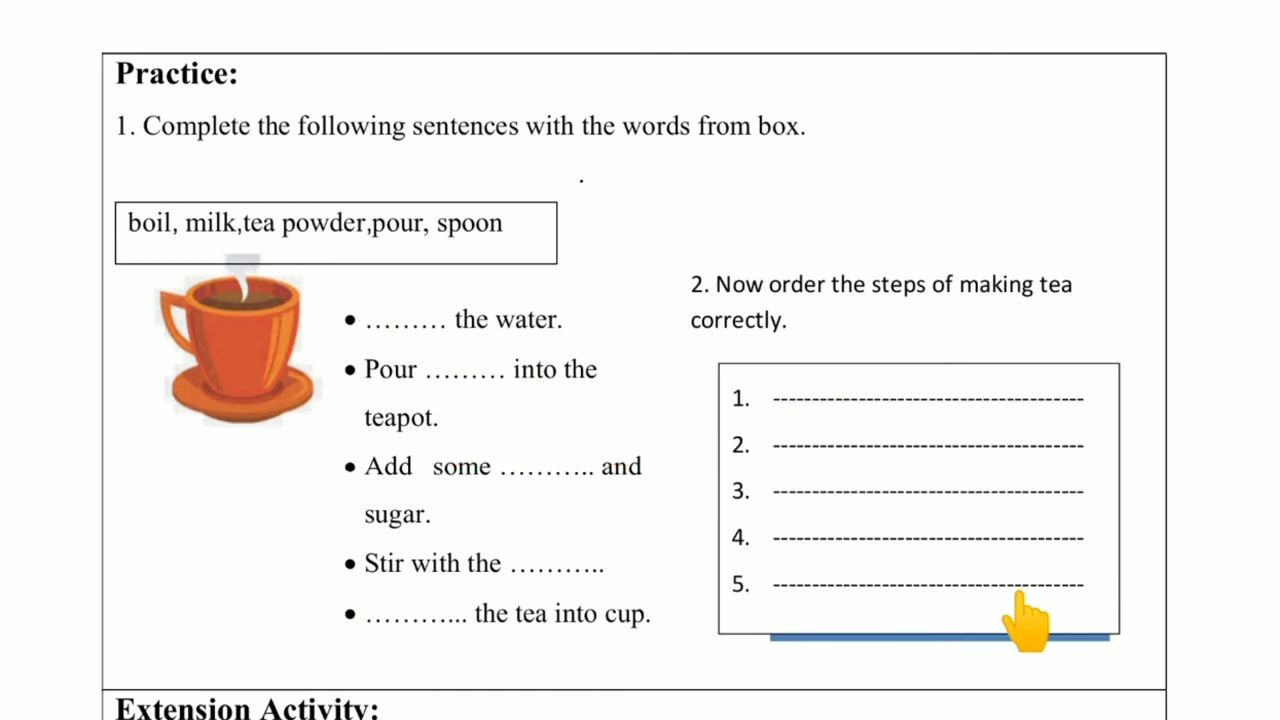 Practice:
1. Complete the following sentences with the words from box.
.
boil, milk,tea powder,pour, spoon
• ……… the water.
• Pour ……… into the
teapot.
• Add some ……….. and
sugar.
• Stir with the ………..
• ………... the tea into cup.
2. Now order the steps of making tea
correctly.
1. ----------------------------------------
2. ----------------------------------------
3. ----------------------------------------
4. ----------------------------------------
5. ----------------------------------------
Extension Activity: